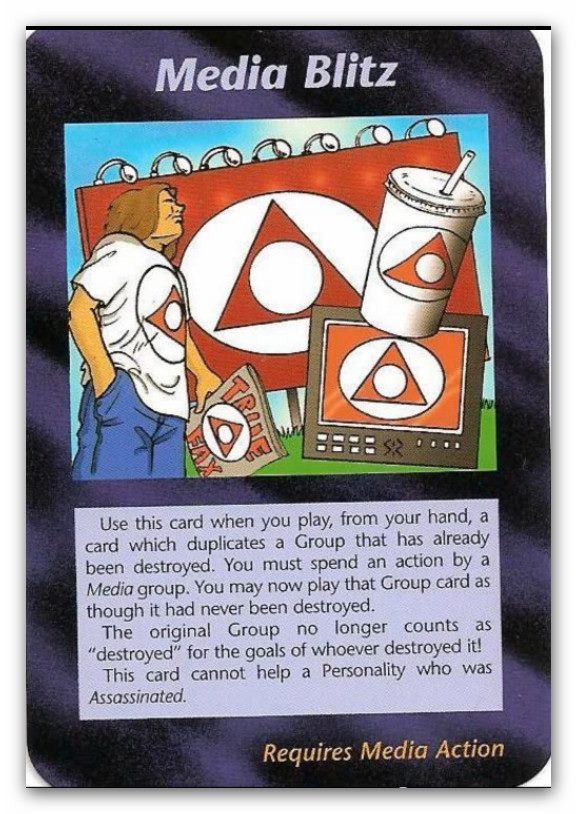 Media Blitz
TRUE
FAX
Use this card when you play, from your hand, a
card which duplicates a Group that has already
been destroyed. You must spend an action by a
Media group. You may now play that Group card as
though it had never been destroyed.
The original Group no longer counts as
“destroyed” for the goals of whoever destroyed it!
This card cannot help a Personality who was
Assassinated.
Requires Media Action